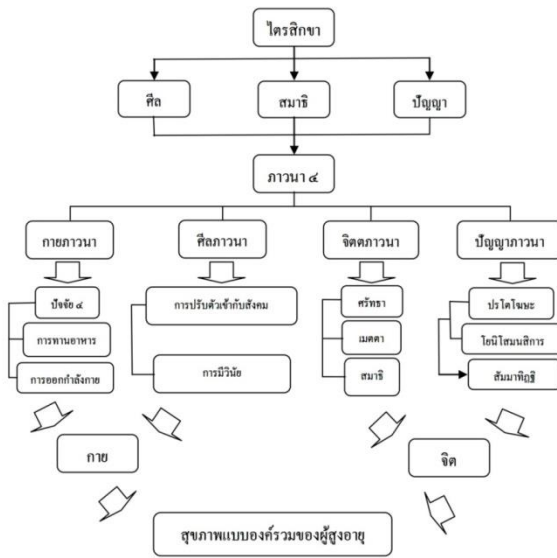 ไตรสิกขา
ศีล
สมาธิ
ปัญญา
ภาวนา ๔
กายภาวนา
ศีลภาวนา
จิตตภาวนา
ปัญญาภาวนา
ปัจจัย ๔
การปรับตัวเข้ากับสังคม
ศรัทธา
ปรโตโฆษะ
การทานอาหาร
เมตตา
โยนิโสมนสิการ
การออกกำลังกาย
การมีวินัย
สมาธิ
สัมมาทิฏฐิ
กาย
จิต
สุขภาพแบบองค์รวมของผู้สูงอายุ